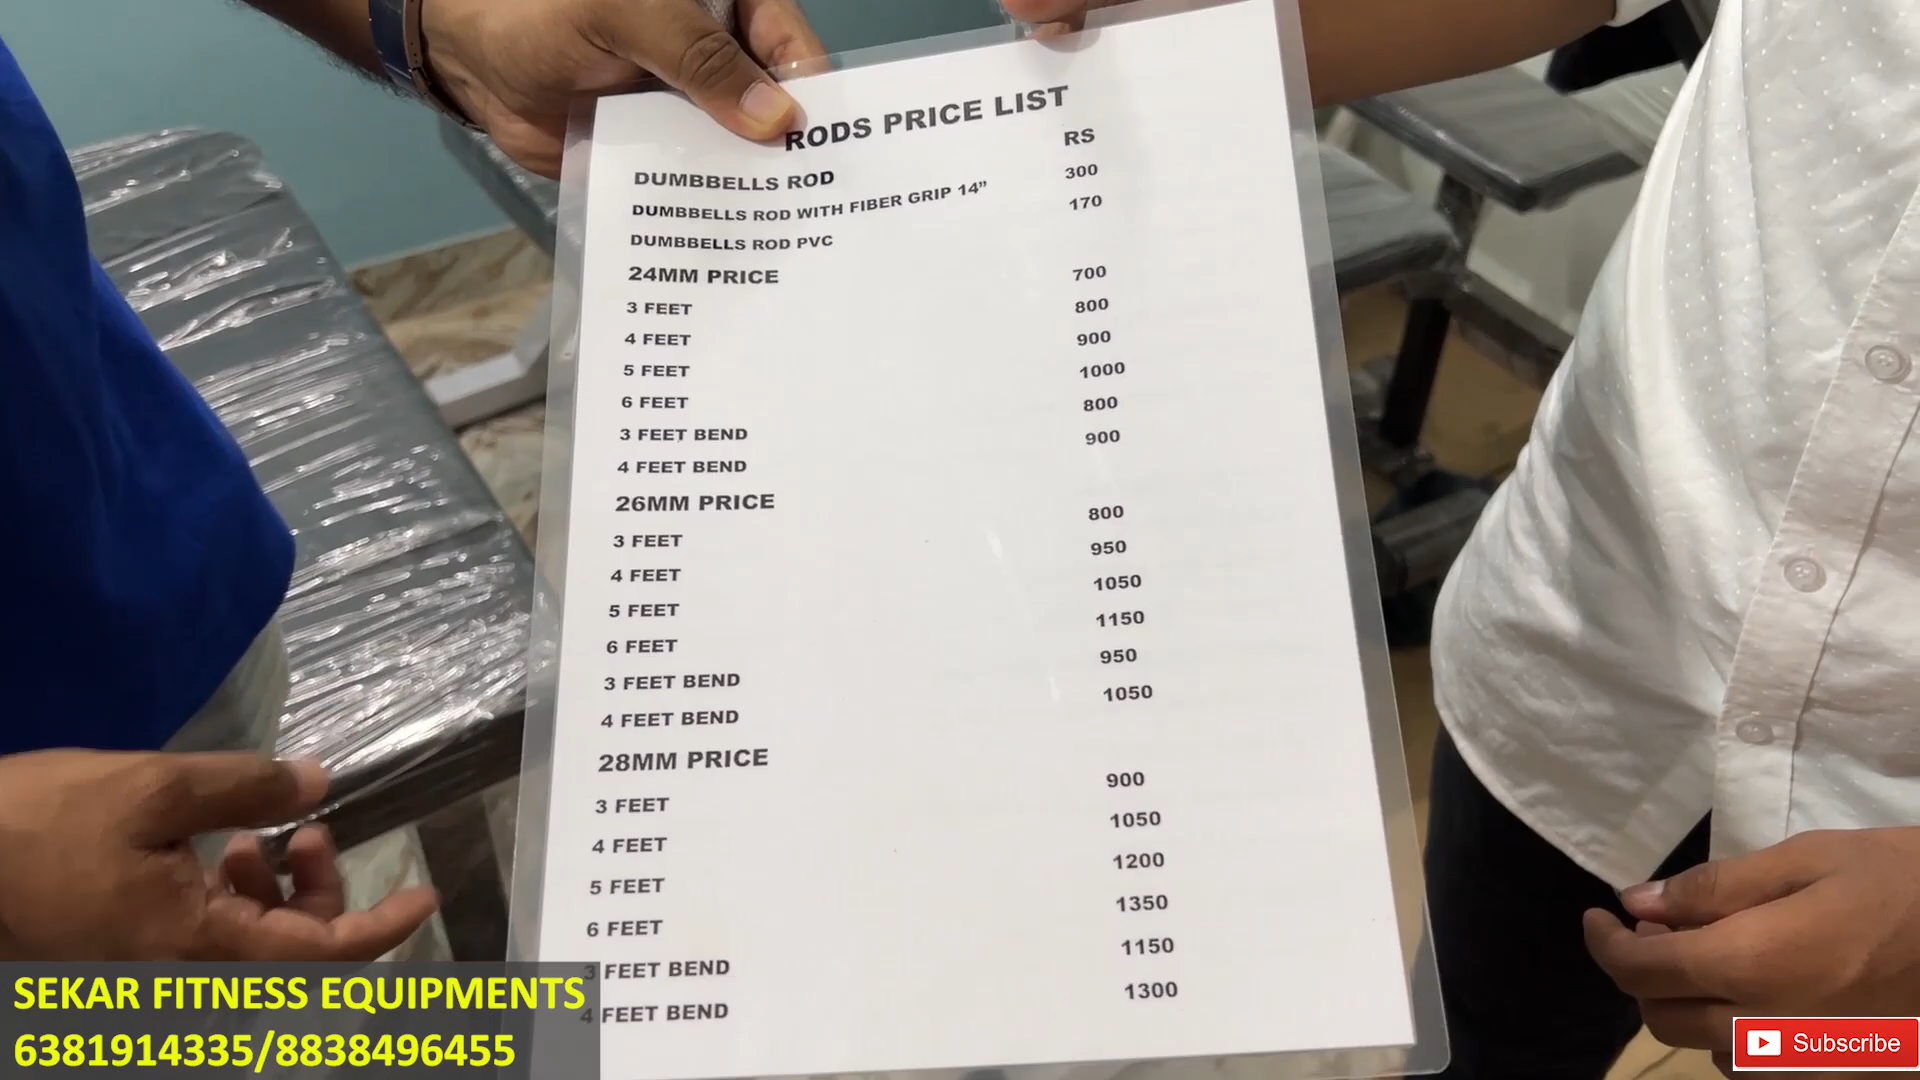 RODS PRICE LIST
RS
DUMBBELLS ROD
DUMBBELLS ROD WITH FIBER GRIP 14” 300
DUMBBELLS ROD PVC 170
24MM PRICE
3 FEET 700
4 FEET 800
5 FEET 900
6 FEET 1000
3 FEET BEND 800
4 FEET BEND 900
26MM PRICE
3 FEET 800
4 FEET 950
5 FEET 1050
6 FEET 1150
3 FEET BEND 950
4 FEET BEND 1050
28MM PRICE
3 FEET 900
4 FEET 1050
5 FEET 1200
6 FEET 1350
3 FEET BEND 1150
4 FEET BEND 1300
SEKAR FITNESS EQUIPMENTS
6381914335/8838496455
Subscribe